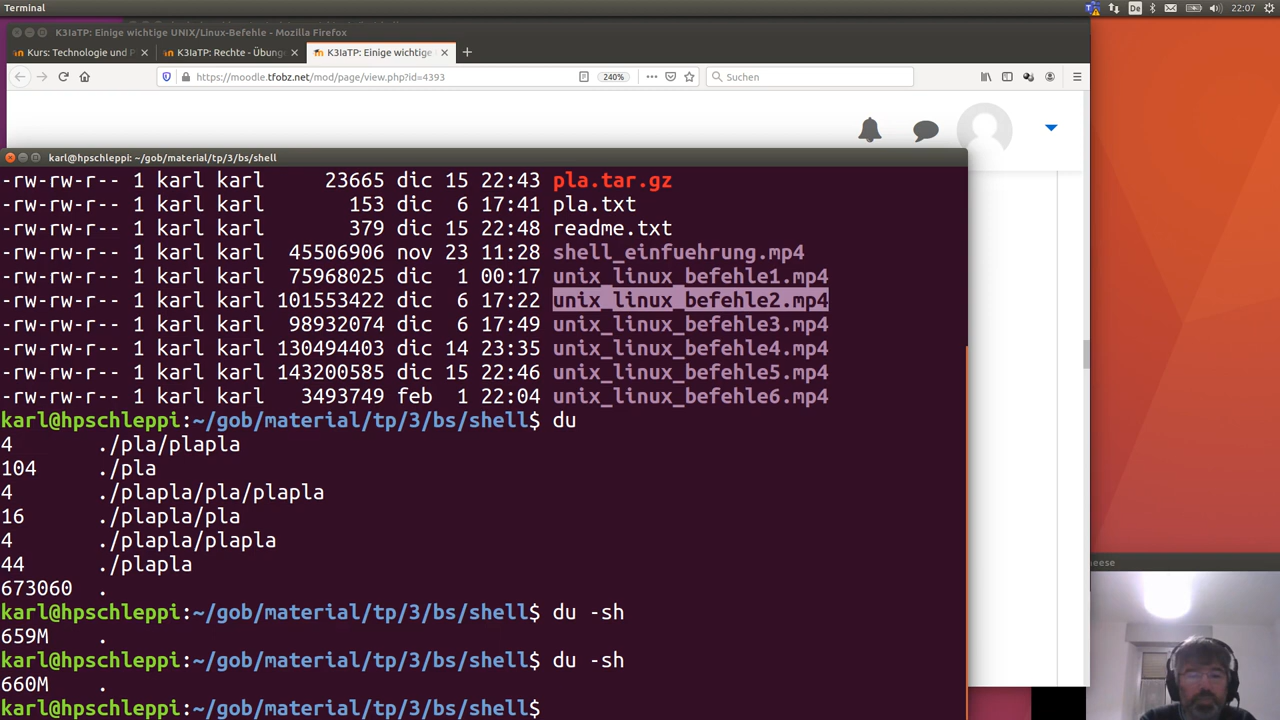 Terminal
De
22:07
K3IaTP: Einige wichtige UNIX/Linux-Befehle - Mozilla Firefox
Kurs: Technologie und P
K3IaTP: Rechte - Übung
K3IaTP: Einige wichtige
https://moodle.tfobz.net/mod/page/view.php?id=4393
240%
Suchen
karl@hpschleppi: ~/gob/material/tp/3/bs/shell
-rw-rw-r-- 1 karl karl 23665 dic 15 22:43 pla.tar.gz
-rw-rw-r-- 1 karl karl 153 dic 6 17:41 pla.txt
-rw-rw-r-- 1 karl karl 379 dic 15 22:48 readme.txt
-rw-rw-r-- 1 karl karl 45506906 nov 23 11:28 shell_einfuehrung.mp4
-rw-rw-r-- 1 karl karl 75968025 dic 1 00:17 unix_linux_befehle1.mp4
-rw-rw-r-- 1 karl karl 101553422 dic 6 17:22 unix_linux_befehle2.mp4
-rw-rw-r-- 1 karl karl 98932074 dic 6 17:49 unix_linux_befehle3.mp4
-rw-rw-r-- 1 karl karl 130494403 dic 14 23:35 unix_linux_befehle4.mp4
-rw-rw-r-- 1 karl karl 143200585 dic 15 22:46 unix_linux_befehle5.mp4
-rw-rw-r-- 1 karl karl 3493749 feb 1 22:04 unix_linux_befehle6.mp4
karl@hpschleppi:~/gob/material/tp/3/bs/shell$ du
4 ./pla/plapla
104 ./pla
4 ./plapla/pla/plapla
16 ./plapla/pla
4 ./plapla/plapla
44 ./plapla
673060 .
karl@hpschleppi:~/gob/material/tp/3/bs/shell$ du -sh
659M .
karl@hpschleppi:~/gob/material/tp/3/bs/shell$ du -sh
660M .
karl@hpschleppi:~/gob/material/tp/3/bs/shell$
eese